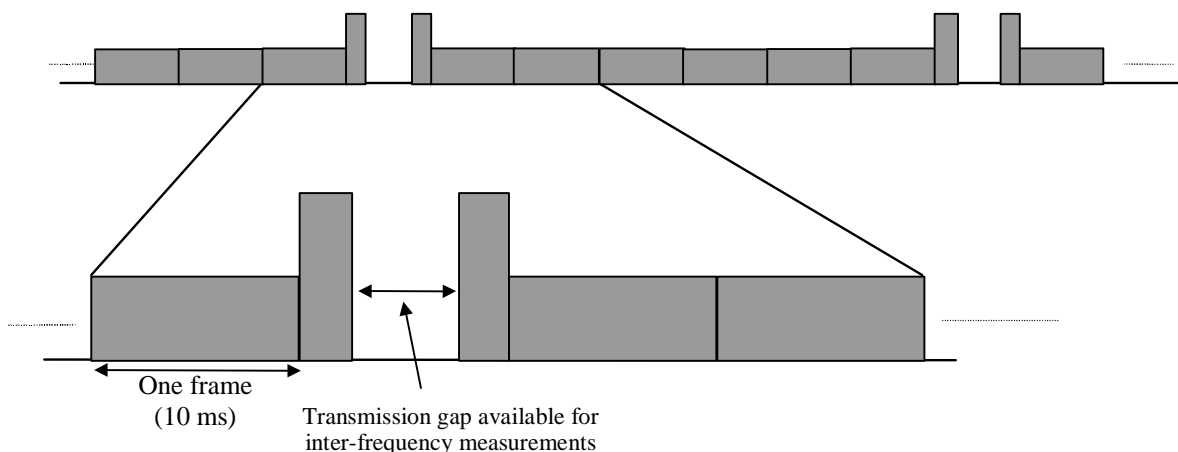 One frame
(10 ms)
Transmission gap available for
inter-frequency measurements